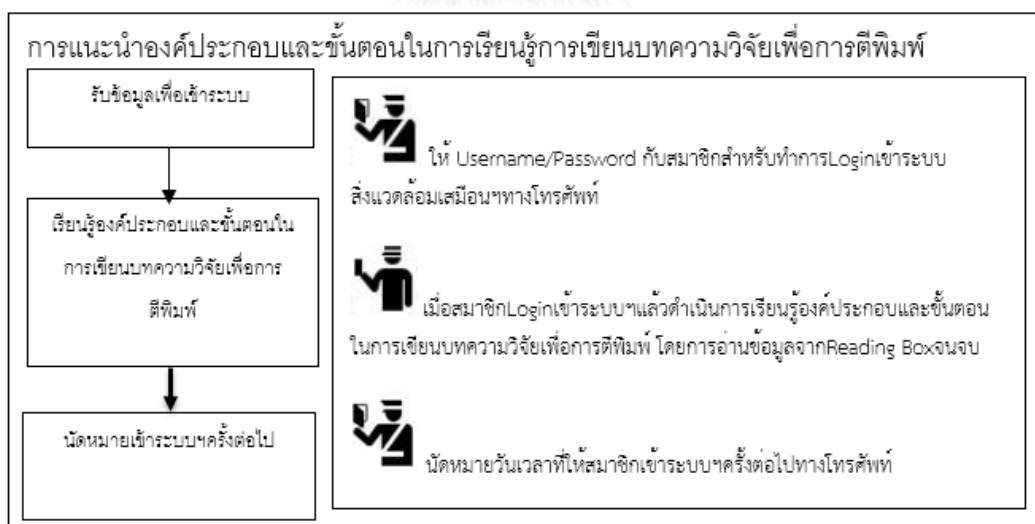 การแนะนำองค์ประกอบและขั้นตอนในการเรียนรู้การเขียนบทความวิจัยเพื่อการตีพิมพ์
รับข้อมูลเพื่อเข้าระบบ
เรียนรู้องค์ประกอบและขั้นตอนใน
การเขียนบทความวิจัยเพื่อการ
ตีพิมพ์
นัดหมายเข้าระบบฯครั้งต่อไป
ให้ Username/Password กับสมาชิกสำหรับทำการLoginเข้าระบบ
สิ่งแวดล้อมเสมือนฯทางโทรศัพท์
เมื่อสมาชิกLoginเข้าระบบฯแล้วดำเนินการเรียนรู้องค์ประกอบและขั้นตอน
ในการเขียนบทความวิจัยเพื่อการตีพิมพ์ โดยการอ่านข้อมูลจากReading Boxจนจบ
นัดหมายวันเวลาที่ให้สมาชิกเข้าระบบฯครั้งต่อไปทางโทรศัพท์